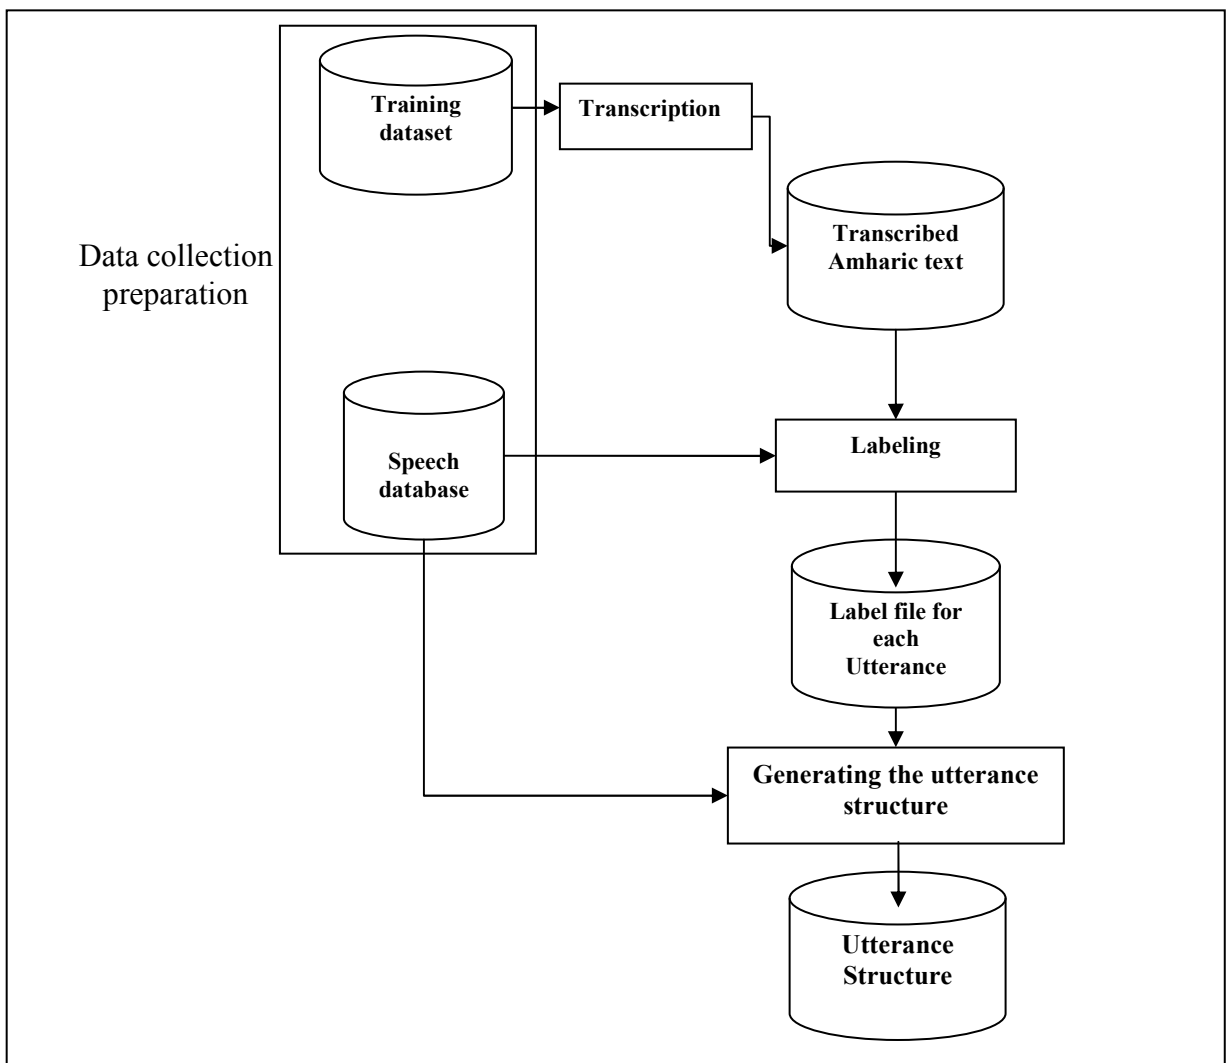 Training
dataset
Transcription
Transcribed
Amharic text
Data collection
preparation
Speech
database
Labeling
Label file for
each
Utterance
Generating the utterance
structure
Utterance
Structure